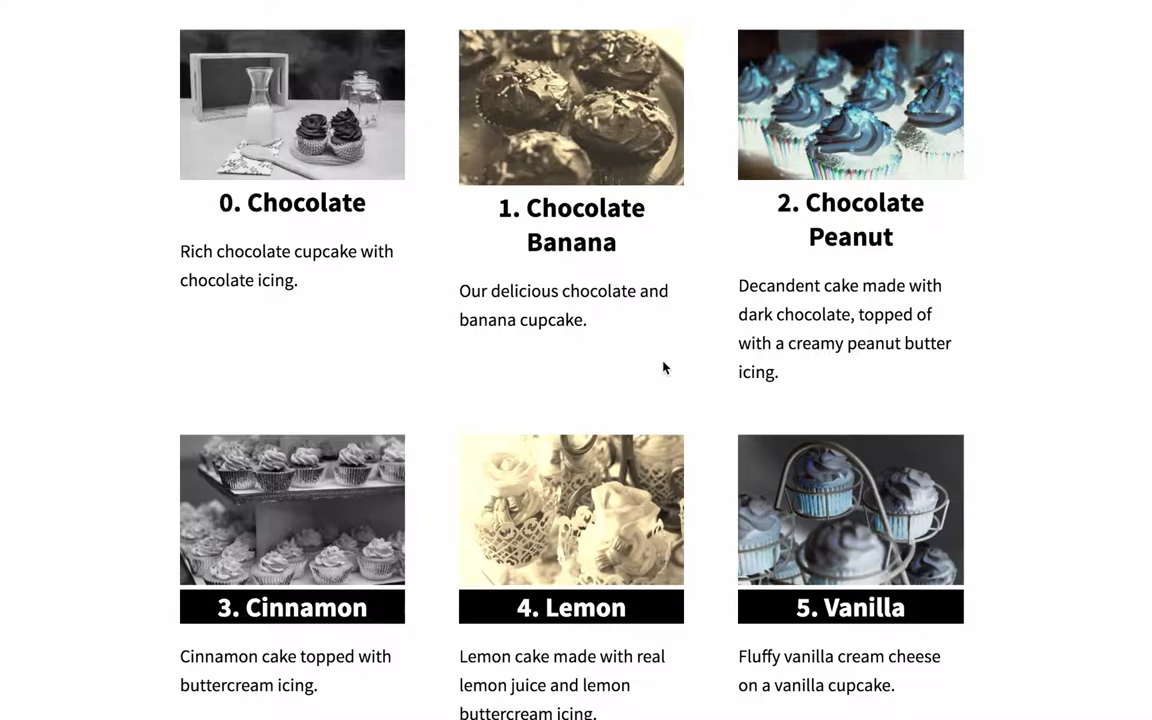 0. Chocolate
Rich chocolate cupcake with
chocolate icing.
1. Chocolate
Banana
Our delicious chocolate and
banana cupcake.
2. Chocolate
Peanut
Decandent cake made with
dark chocolate, topped of
with a creamy peanut butter
icing.
3. Cinnamon
Cinnamon cake topped with
buttercream icing.
4. Lemon
Lemon cake made with real
lemon juice and lemon
buttercream icing.
5. Vanilla
Fluffy vanilla cream cheese
on a vanilla cupcake.